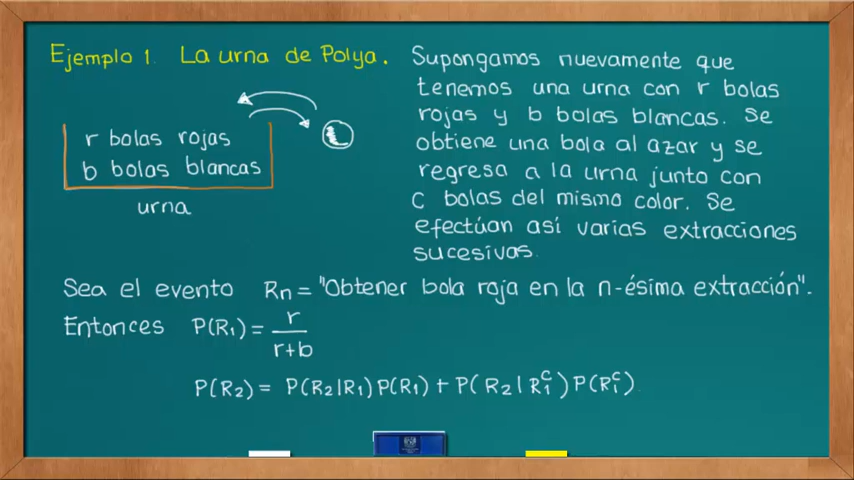 Ejemplo 1. La urna de Polya.
Supongamos nuevamente que
tenemos una urna con r bolas
rojas y b bolas blancas. Se
obtiene una bola al azar y se
regresa a la urna junto con
c bolas del mismo color. Se
efectúan así varias extracciones
sucesivas.
r bolas rojas
b bolas blancas
urna
Sea el evento Rn = "Obtener bola roja en la n-ésima extracción".
Entonces P(R₁) = r/(r+b)
P(R₂) = P(R₂|R₁)P(R₁) + P(R₂|R₁ᶜ)P(R₁ᶜ)